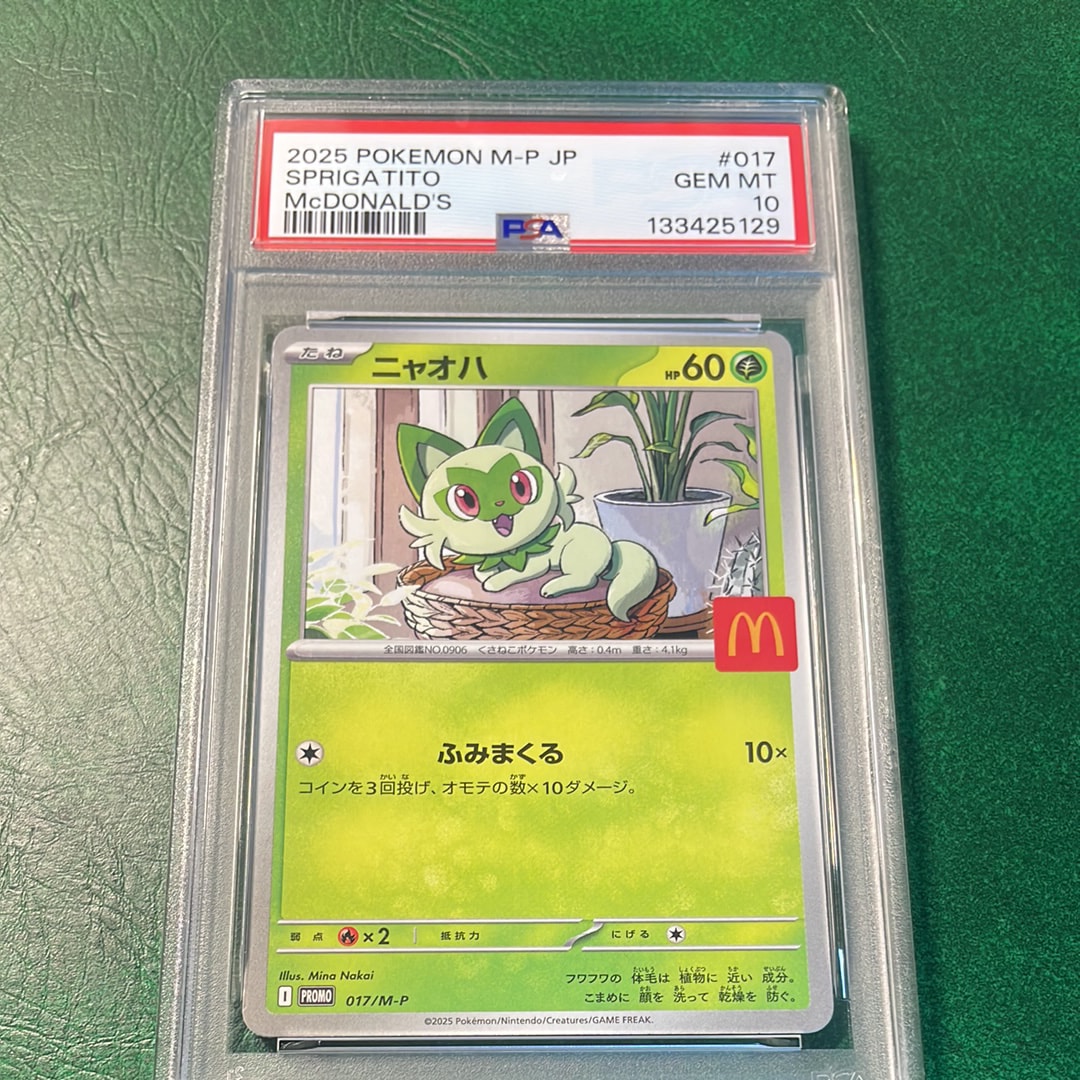 2025 POKEMON M-P JP #017
SPRIGATITO GEM MT
McDONALD'S 10
PSA 133425129
たね ニャオハ HP60
全国図鑑NO.0906 くさねこポケモン 高さ:0.4m 重さ:4.1kg
ふみまくる 10×
コインを3回投げ、オモテの数×10ダメージ。
弱点 ×2 抵抗力 にげる
Illus. Mina Nakai
フワフワの 体毛は 植物に 近い 成分。
こまめに 顔を 洗って 乾燥を 防ぐ。
I PROMO 017/M-P
©2025 Pokémon/Nintendo/Creatures/GAME FREAK.